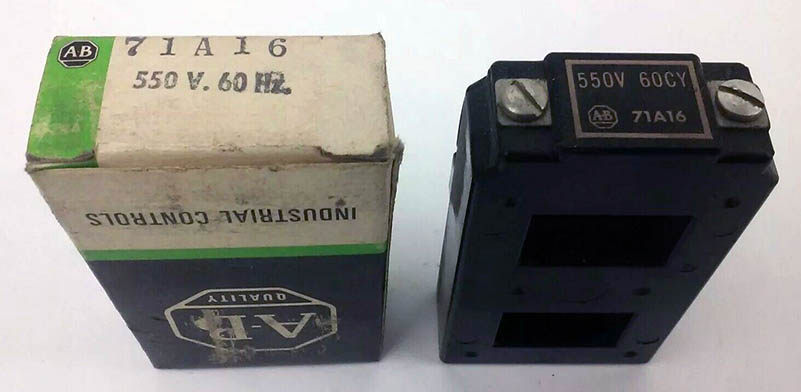 AB
71A16
550 V. 60 HZ.
INDUSTRIAL CONTROLS
A-B
QUALITY
550V 60CY
AB 71A16